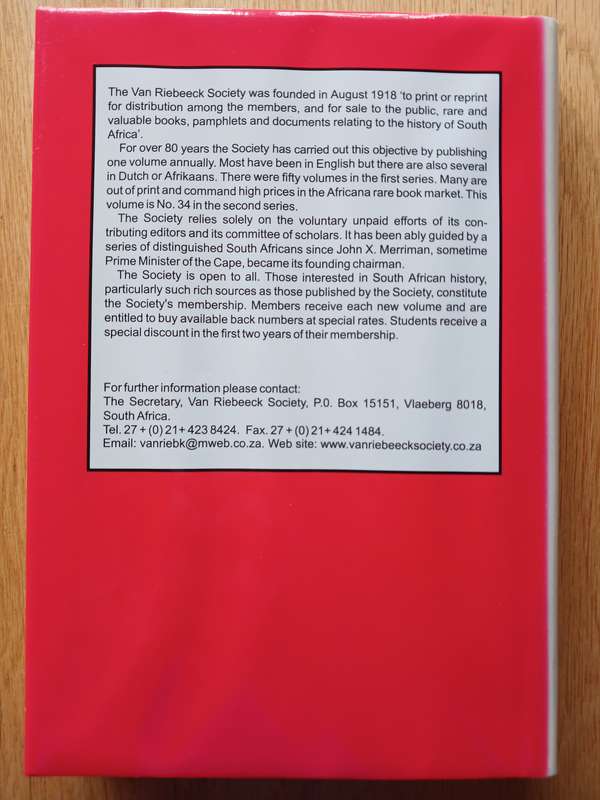 The Van Riebeeck Society was founded in August 1918 'to print or reprint
for distribution among the members, and for sale to the public, rare and
valuable books, pamphlets and documents relating to the history of South
Africa'.
For over 80 years the Society has carried out this objective by publishing
one volume annually. Most have been in English but there are also several
in Dutch or Afrikaans. There were fifty volumes in the first series. Many are
out of print and command high prices in the Africana rare book market. This
volume is No. 34 in the second series.
The Society relies solely on the voluntary unpaid efforts of its con-
tributing editors and its committee of scholars. It has been ably guided by a
series of distinguished South Africans since John X. Merriman, sometime
Prime Minister of the Cape, became its founding chairman.
The Society is open to all. Those interested in South African history,
particularly such rich sources as those published by the Society, constitute
the Society's membership. Members receive each new volume and are
entitled to buy available back numbers at special rates. Students receive a
special discount in the first two years of their membership.
For further information please contact:
The Secretary, Van Riebeeck Society, P.O. Box 15151, Vlaeberg 8018,
South Africa.
Tel. 27 + (0) 21+ 423 8424. Fax. 27 + (0) 21+ 424 1484.
Email: vanriebk@mweb.co.za. Web site: www.vanriebeecksociety.co.za